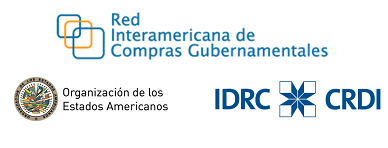 Red
Interamericana de
Compras Gubernamentales
Organización de los
Estados Americanos
IDRC CRDI